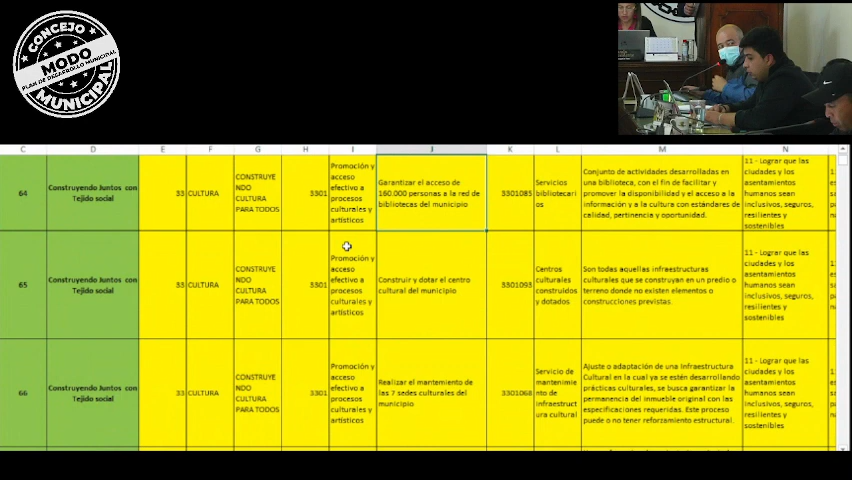 CONCEJO
MODO
PLAN DE DESARROLLO MUNICIPAL
MUNICIPAL
C D E F G H I J K L M N
64
Construyendo Juntos con
Tejido social
33 CULTURA
CONSTRUYE
NDO
CULTURA
PARA TODOS
3301
Promoción y
acceso
efectivo a
procesos
culturales y
artísticos
Garantizar el acceso de
160.000 personas a la red de
bibliotecas del municipio
3301085
Servicios
bibliotecari
os
Conjunto de actividades desarrolladas en
una biblioteca, con el fin de facilitar y
promover la disponibilidad y el acceso a la
información y a la cultura con estándares de
calidad, pertinencia y oportunidad.
11 - Lograr que las
ciudades y los
asentamientos
humanos sean
inclusivos, seguros,
resilientes y
sostenibles
65
Construyendo Juntos con
Tejido social
33 CULTURA
CONSTRUYE
NDO
CULTURA
PARA TODOS
3301
Promoción y
acceso
efectivo a
procesos
culturales y
artísticos
Construir y dotar el centro
cultural del municipio
3301093
Centros
culturales
construidos
y dotados
Son todas aquellas infraestructuras
culturales que se construyan en un predio o
terreno donde no existen elementos o
construcciones previstas.
11 - Lograr que las
ciudades y los
asentamientos
humanos sean
inclusivos, seguros,
resilientes y
sostenibles
66
Construyendo Juntos con
Tejido social
33 CULTURA
CONSTRUYE
NDO
CULTURA
PARA TODOS
3301
Promoción y
acceso
efectivo a
procesos
culturales y
artísticos
Realizar el mantemiento de
las 7 sedes culturales del
municipio
3301068
Servicio de
mantenimie
nto de
infraestruct
ura cultural
Ajuste o adaptación de una Infraestructura
Cultural en la cual ya se estén desarrollando
prácticas culturales, se busca garantizar la
permanencia del inmueble original con las
especificaciones requeridas. Este proceso
puede o no tener reforzamiento estructural.
11 - Lograr que las
ciudades y los
asentamientos
humanos sean
inclusivos, seguros,
resilientes y
sostenibles